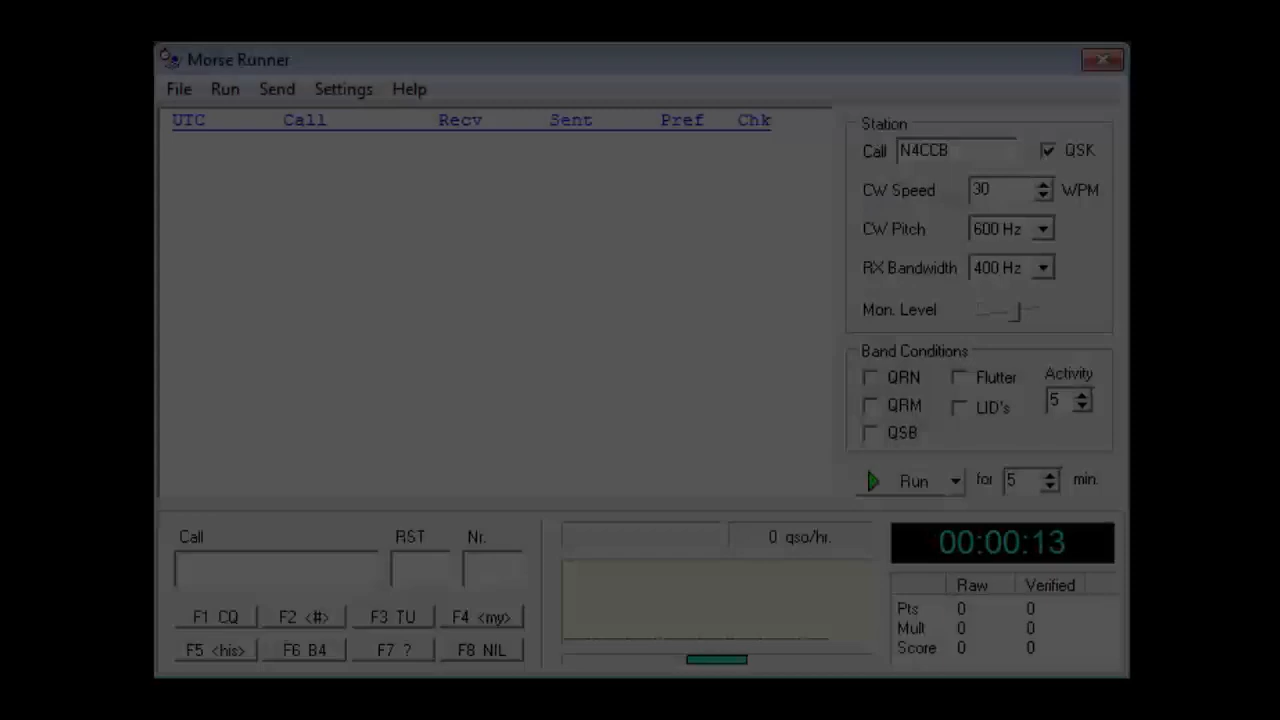 Morse Runner
File Run Send Settings Help
UTC Call Recv Sent Pref Chk
Station
Call N4CCB QSK
CW Speed 30 WPM
CW Pitch 600 Hz
RX Bandwidth 400 Hz
Mon. Level
Band Conditions
QRN Flutter Activity
QRM LID's 5
QSB
Run for 5 min.
Call RST Nr.
0 qso/hr.
00:00:13
Raw Verified
Pts 0 0
Mult 0 0
Score 0 0
F1 CQ F2 <#> F3 TU F4 <my>
F5 <his> F6 B4 F7 ? F8 NIL